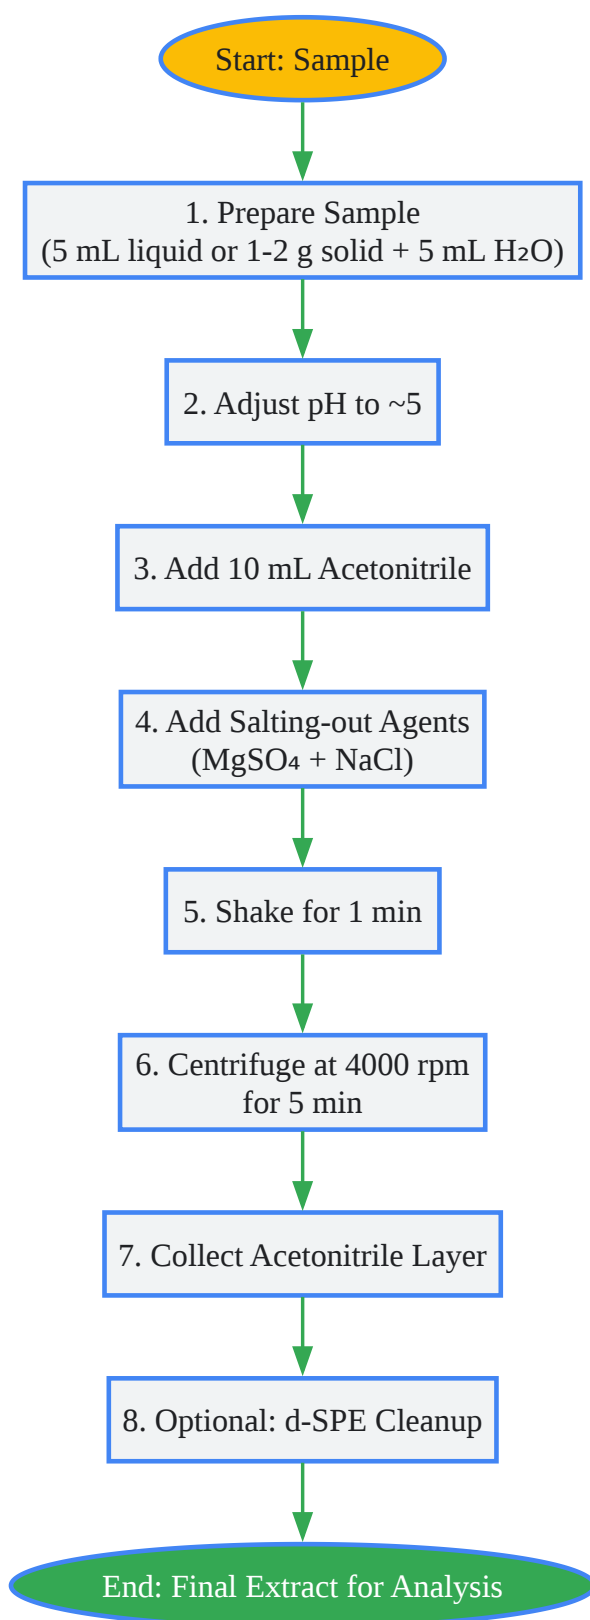 Start: Sample
1. Prepare Sample
(5 mL liquid or 1-2 g solid + 5 mL H₂O)
2. Adjust pH to ~5
3. Add 10 mL Acetonitrile
4. Add Salting-out Agents
(MgSO₄ + NaCl)
5. Shake for 1 min
6. Centrifuge at 4000 rpm
for 5 min
7. Collect Acetonitrile Layer
8. Optional: d-SPE Cleanup
End: Final Extract for Analysis